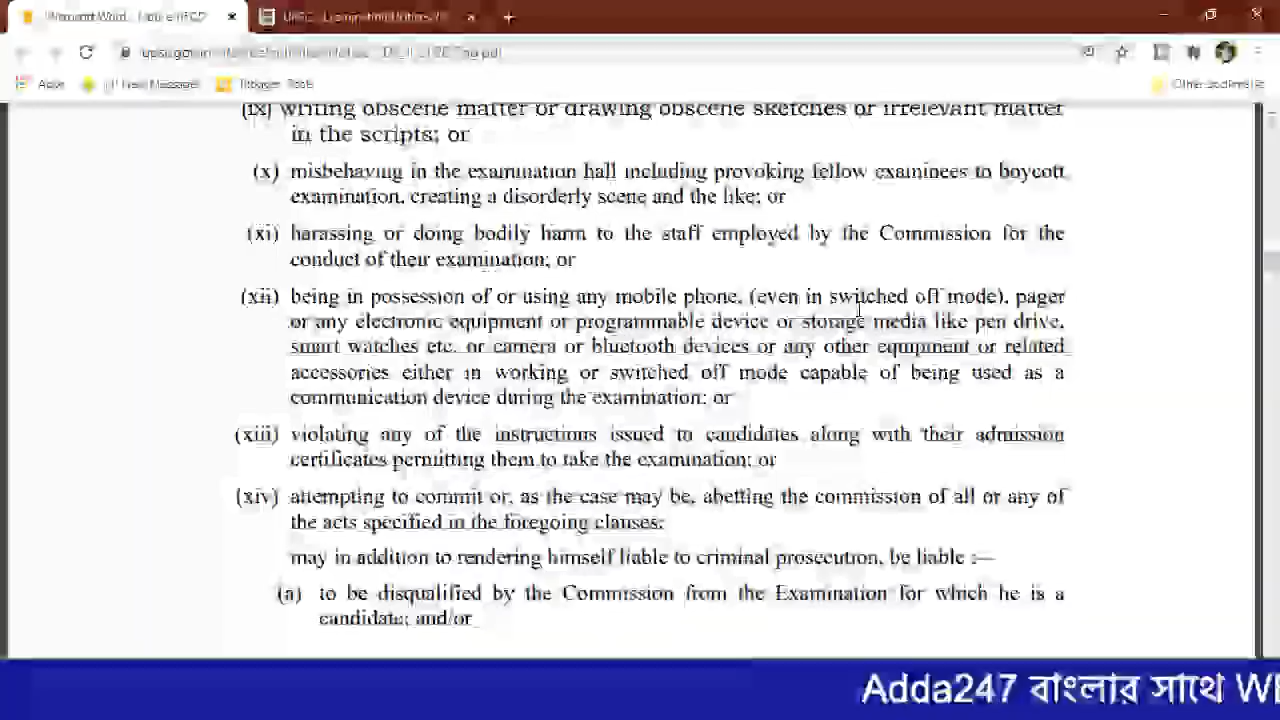 Microsoft Word
UPSC
Apps
Other bookmarks
(ix) writing obscene matter or drawing obscene sketches or irrelevant matter
in the scripts; or
(x) misbehaving in the examination hall including provoking fellow examinees to boycott
examination, creating a disorderly scene and the like; or
(xi) harassing or doing bodily harm to the staff employed by the Commission for the
conduct of their examination; or
(xii) being in possession of or using any mobile phone, (even in switched off mode), pager
or any electronic equipment or programmable device or storage media like pen drive,
smart watches etc. or camera or bluetooth devices or any other equipment or related
accessories either in working or switched off mode capable of being used as a
communication device during the examination; or
(xiii) violating any of the instructions issued to candidates along with their admission
certificates permitting them to take the examination; or
(xiv) attempting to commit or, as the case may be, abetting the commission of all or any of
the acts specified in the foregoing clauses;
may in addition to rendering himself liable to criminal prosecution, be liable :—
(a) to be disqualified by the Commission from the Examination for which he is a
candidate; and/or
Adda247 বাংলার সাথে